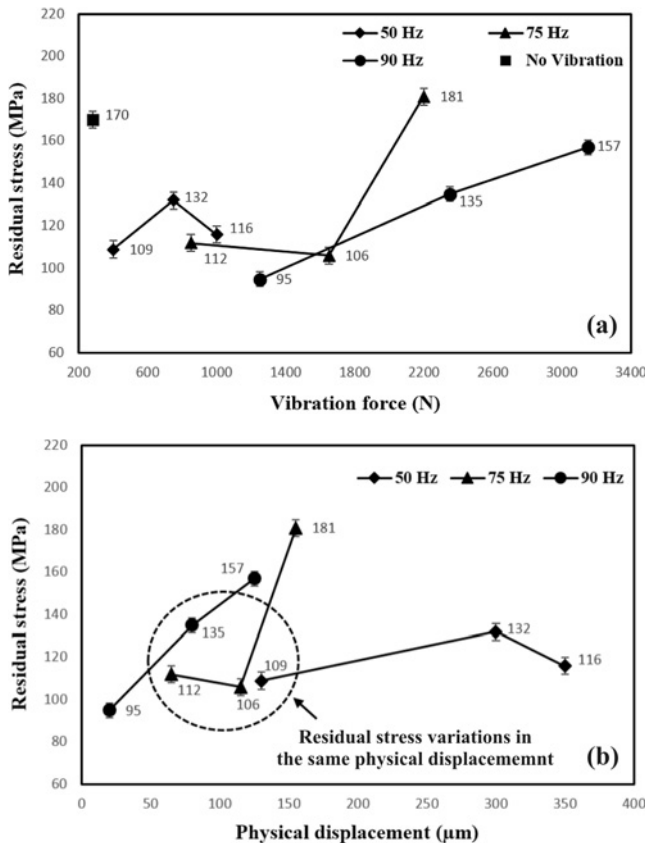 220
200
180
160
140
120
100
80
60
Residual stress (MPa)
50 Hz 75 Hz
90 Hz No Vibration
170
109
132
116
112
106
181
95
135
157
(a)
200 600 1000 1400 1800 2200 2600 3000 3400
Vibration force (N)
220
200
180
160
140
120
100
80
60
Residual stress (MPa)
50 Hz 75 Hz 90 Hz
181
157
135
132
109
116
112
106
95
Residual stress variations in
the same physical displacememnt
(b)
0 50 100 150 200 250 300 350 400
Physical displacement (µm)